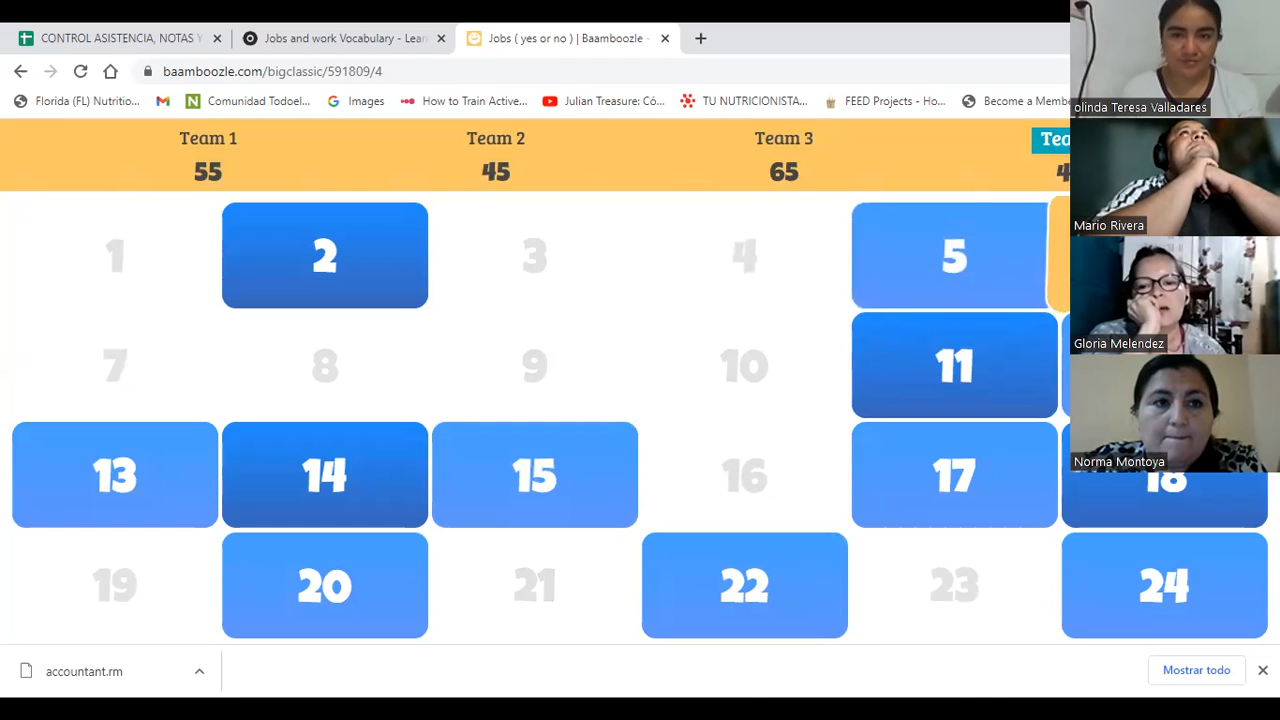 CONTROL ASISTENCIA, NOTAS Y
Jobs and work Vocabulary - Lear
Jobs ( yes or no ) | Baamboozle -
baamboozle.com/bigclassic/591809/4
Florida (FL) Nutritio...
Comunidad Todoel...
Images
How to Train Active...
Julian Treasure: Có...
TU NUTRICIONISTA...
FEED Projects - Ho...
Become a Membe
Team 1
Team 2
Team 3
Tea
55
45
65
4
1
2
3
4
5
7
8
9
10
11
13
14
15
16
17
18
19
20
21
22
23
24
olinda Teresa Valladares
Mario Rivera
Gloria Melendez
Norma Montoya
accountant.rm
Mostrar todo